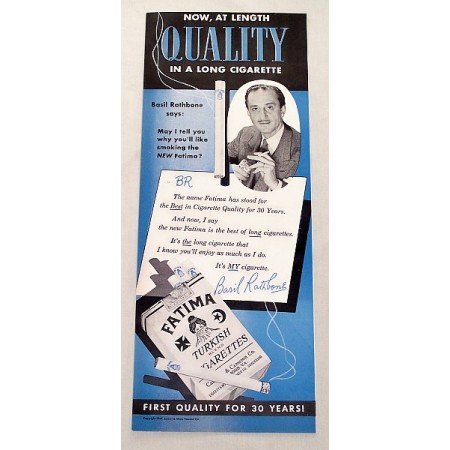 NOW, AT LENGTH
QUALITY
IN A LONG CIGARETTE
Basil Rathbone
says:
May I tell you
why you'll like
smoking the
NEW Fatima?
BR
The name Fatima has stood for
the Best in Cigarette Quality for 30 Years.
And now, I say
the new Fatima is the best of long cigarettes.
It's the long cigarette that
I know you'll enjoy as much as I do.
It's MY cigarette.
Basil Rathbone
FATIMA
TURKISH
CIGARETTES
FIRST QUALITY FOR 30 YEARS!